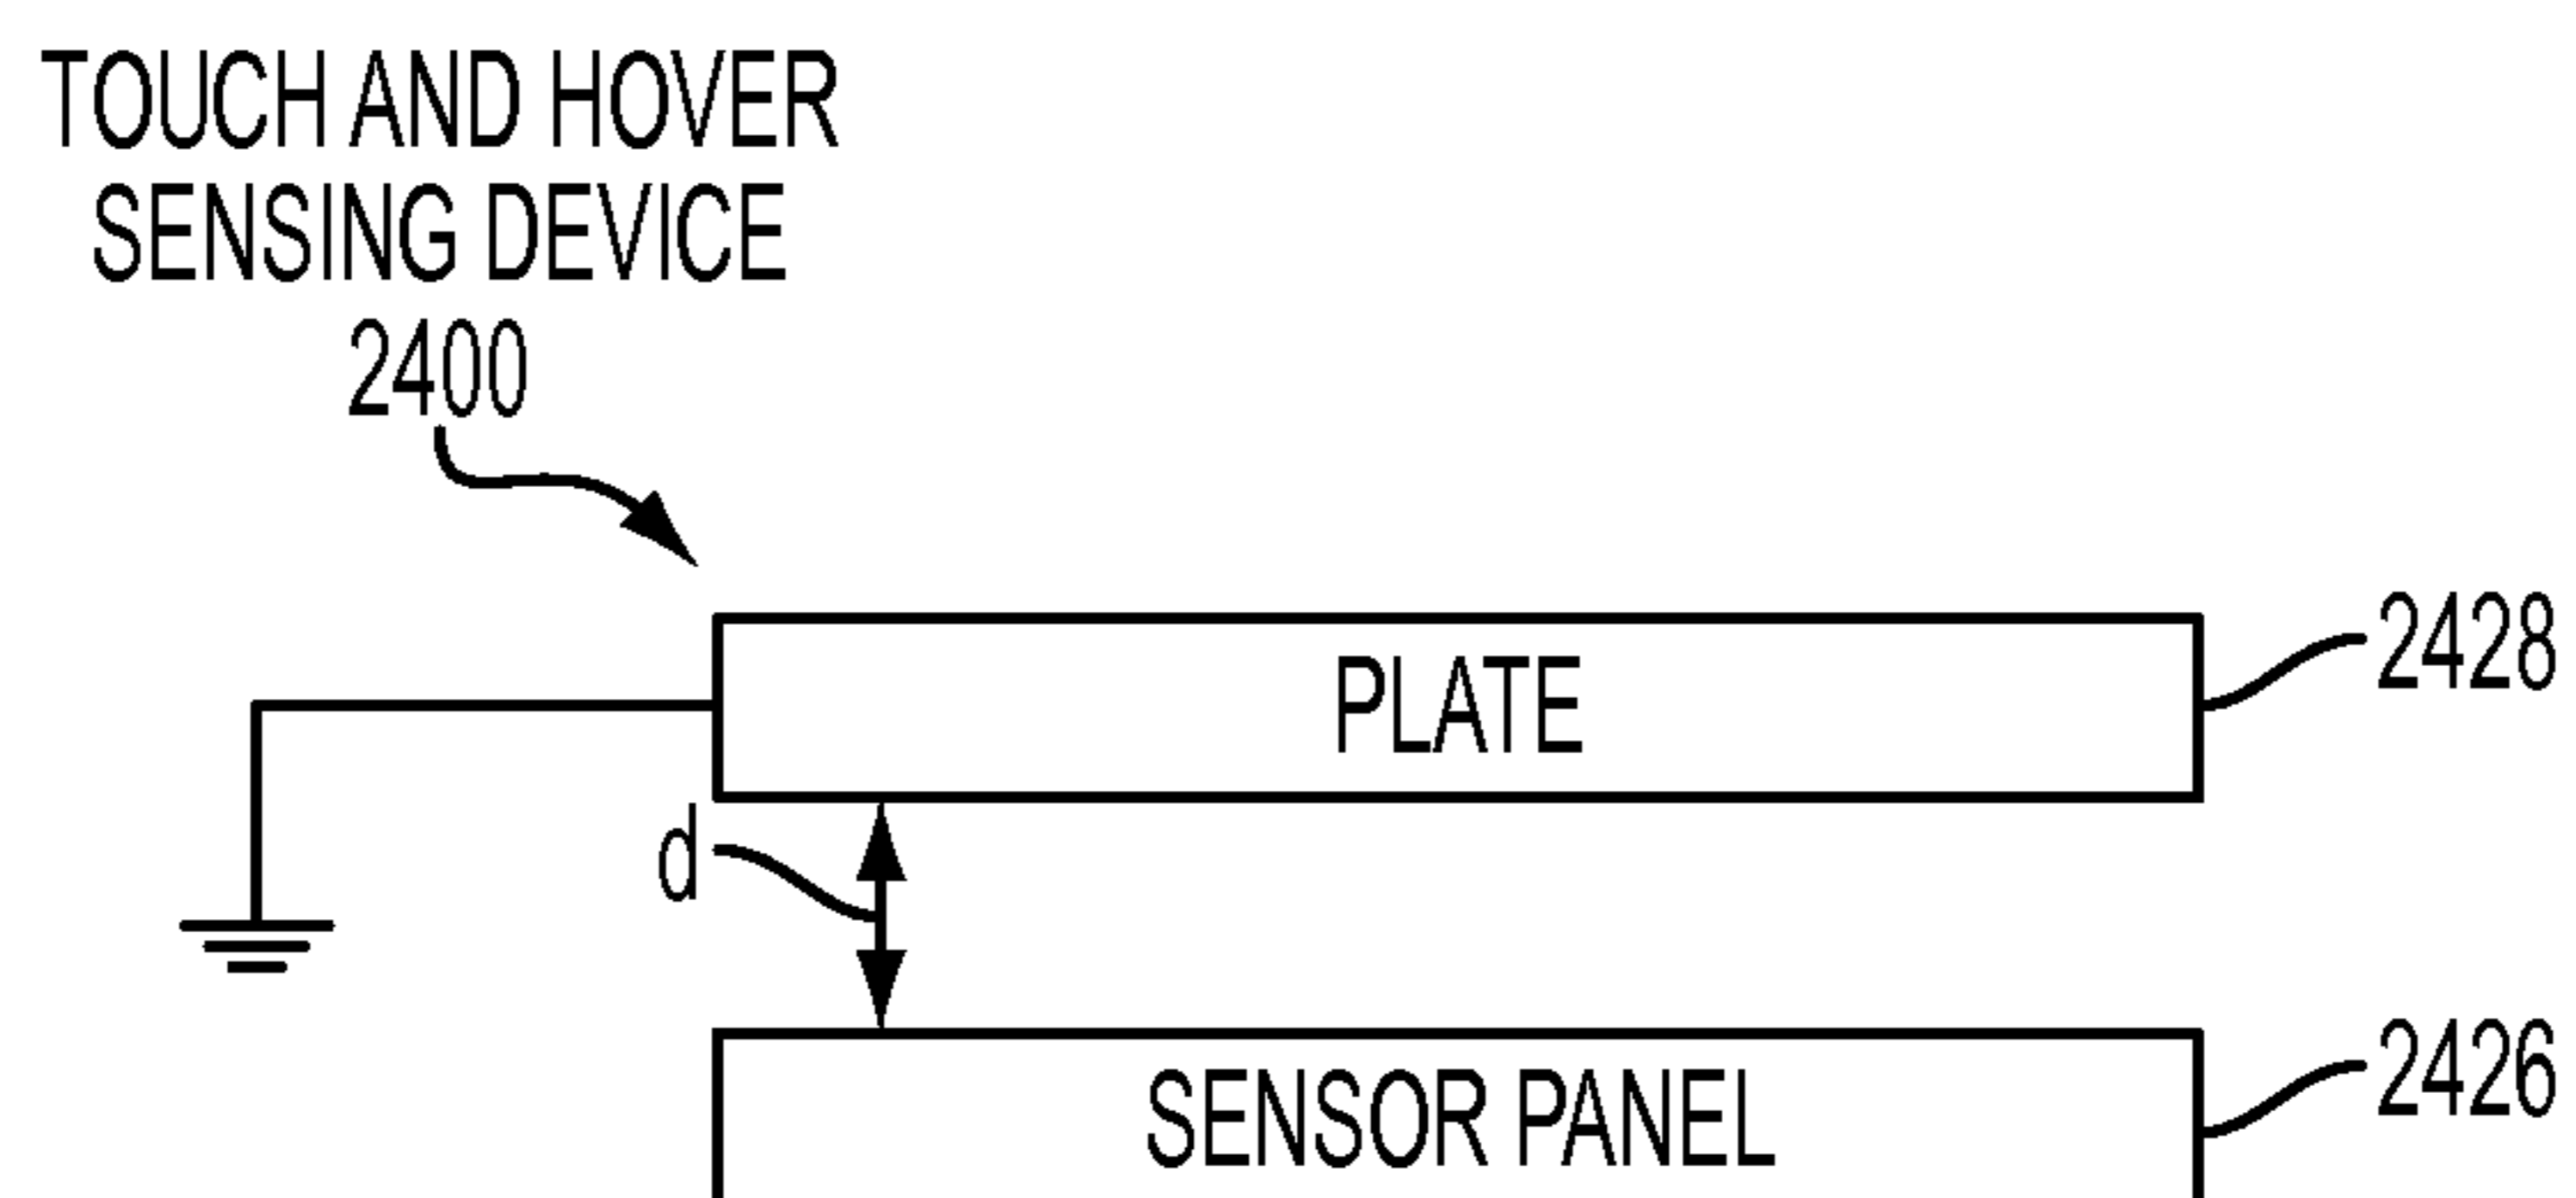 TOUCH AND HOVER
SENSING DEVICE
2400
PLATE
2428
d
SENSOR PANEL
2426